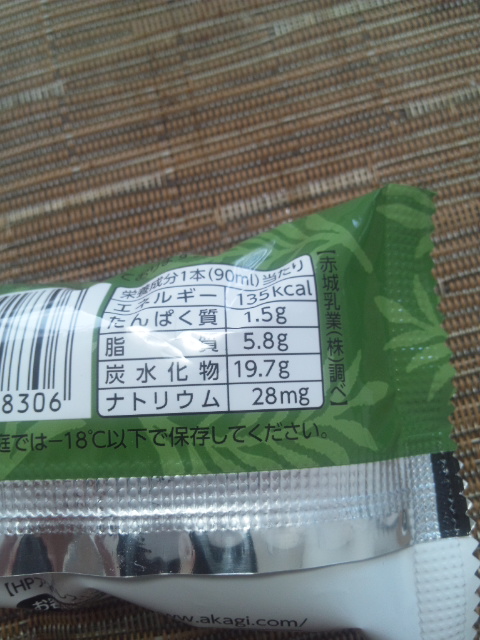 栄養成分1本(90ml)当たり
エネルギー 135kcal
たんぱく質 1.5g
脂 質 5.8g
炭水化物 19.7g
ナトリウム 28mg
[赤城乳業(株)調べ]
8306
庭では−18℃以下で保存してください。
[HP
www.akagi.com/